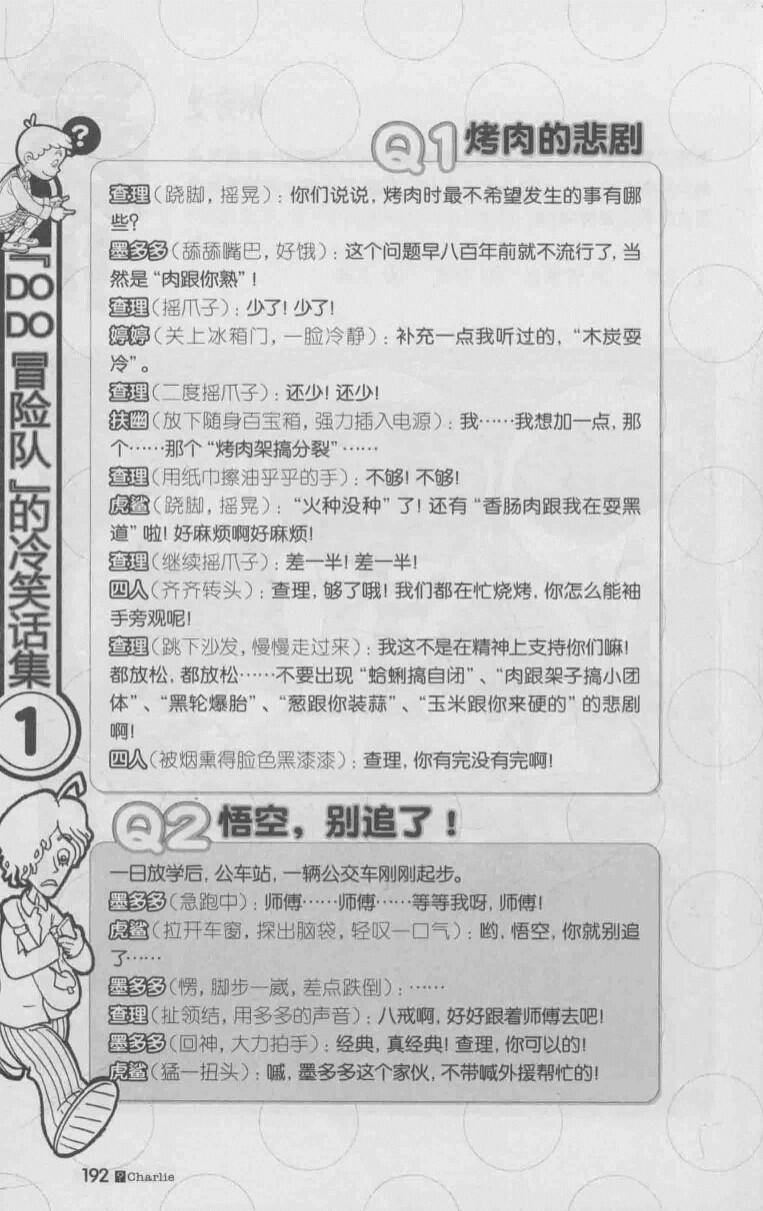 『DODO冒险队』的冷笑话集
1
?
Q1 烤肉的悲剧
查理（跷脚，摇晃）：你们说说，烤肉时最不希望发生的事有哪
些？
墨多多（舔舔嘴巴，好饿）：这个问题早八百年前就不流行了，当
然是“肉跟你熟”！
查理（摇爪子）：少了！少了！
婷婷（关上冰箱门，一脸冷静）：补充一点我听过的，“木炭耍
冷”。
查理（二度摇爪子）：还少！还少！
扶幽（放下随身百宝箱，强力插入电源）：我……我想加一点，那
个……那个“烤肉架搞分裂”……
查理（用纸巾擦油乎乎的手）：不够！不够！
虎鲨（跷脚，摇晃）：“火种没种”了！还有“香肠肉跟我在耍黑
道”啦！好麻烦啊好麻烦！
查理（继续摇爪子）：差一半！差一半！
四人（齐齐转头）：查理，够了哦！我们都在忙烧烤，你怎么能袖
手旁观呢！
查理（跳下沙发，慢慢走过来）：我这不是在精神上支持你们嘛！
都放松，都放松……不要出现“蛤蜊搞自闭”、“肉跟架子搞小团
体”、“黑轮爆胎”、“葱跟你装蒜”、“玉米跟你来硬的”的悲剧
啊！
四人（被烟熏得脸色黑漆漆）：查理，你有完没有完啊！
Q2 悟空，别追了！
一日放学后，公车站，一辆公交车刚刚起步。
墨多多（急跑中）：师傅……师傅……等等我呀，师傅！
虎鲨（拉开车窗，探出脑袋，轻叹一口气）：哟，悟空，你就别追
了……
墨多多（愣，脚步一崴，差点跌倒）：……
查理（扯领结，用多多的声音）：八戒啊，好好跟着师傅去吧！
墨多多（回神，大力拍手）：经典，真经典！查理，你可以的！
虎鲨（猛一扭头）：嘁，墨多多这个家伙，不带喊外援帮忙的！
192 ? Charlie